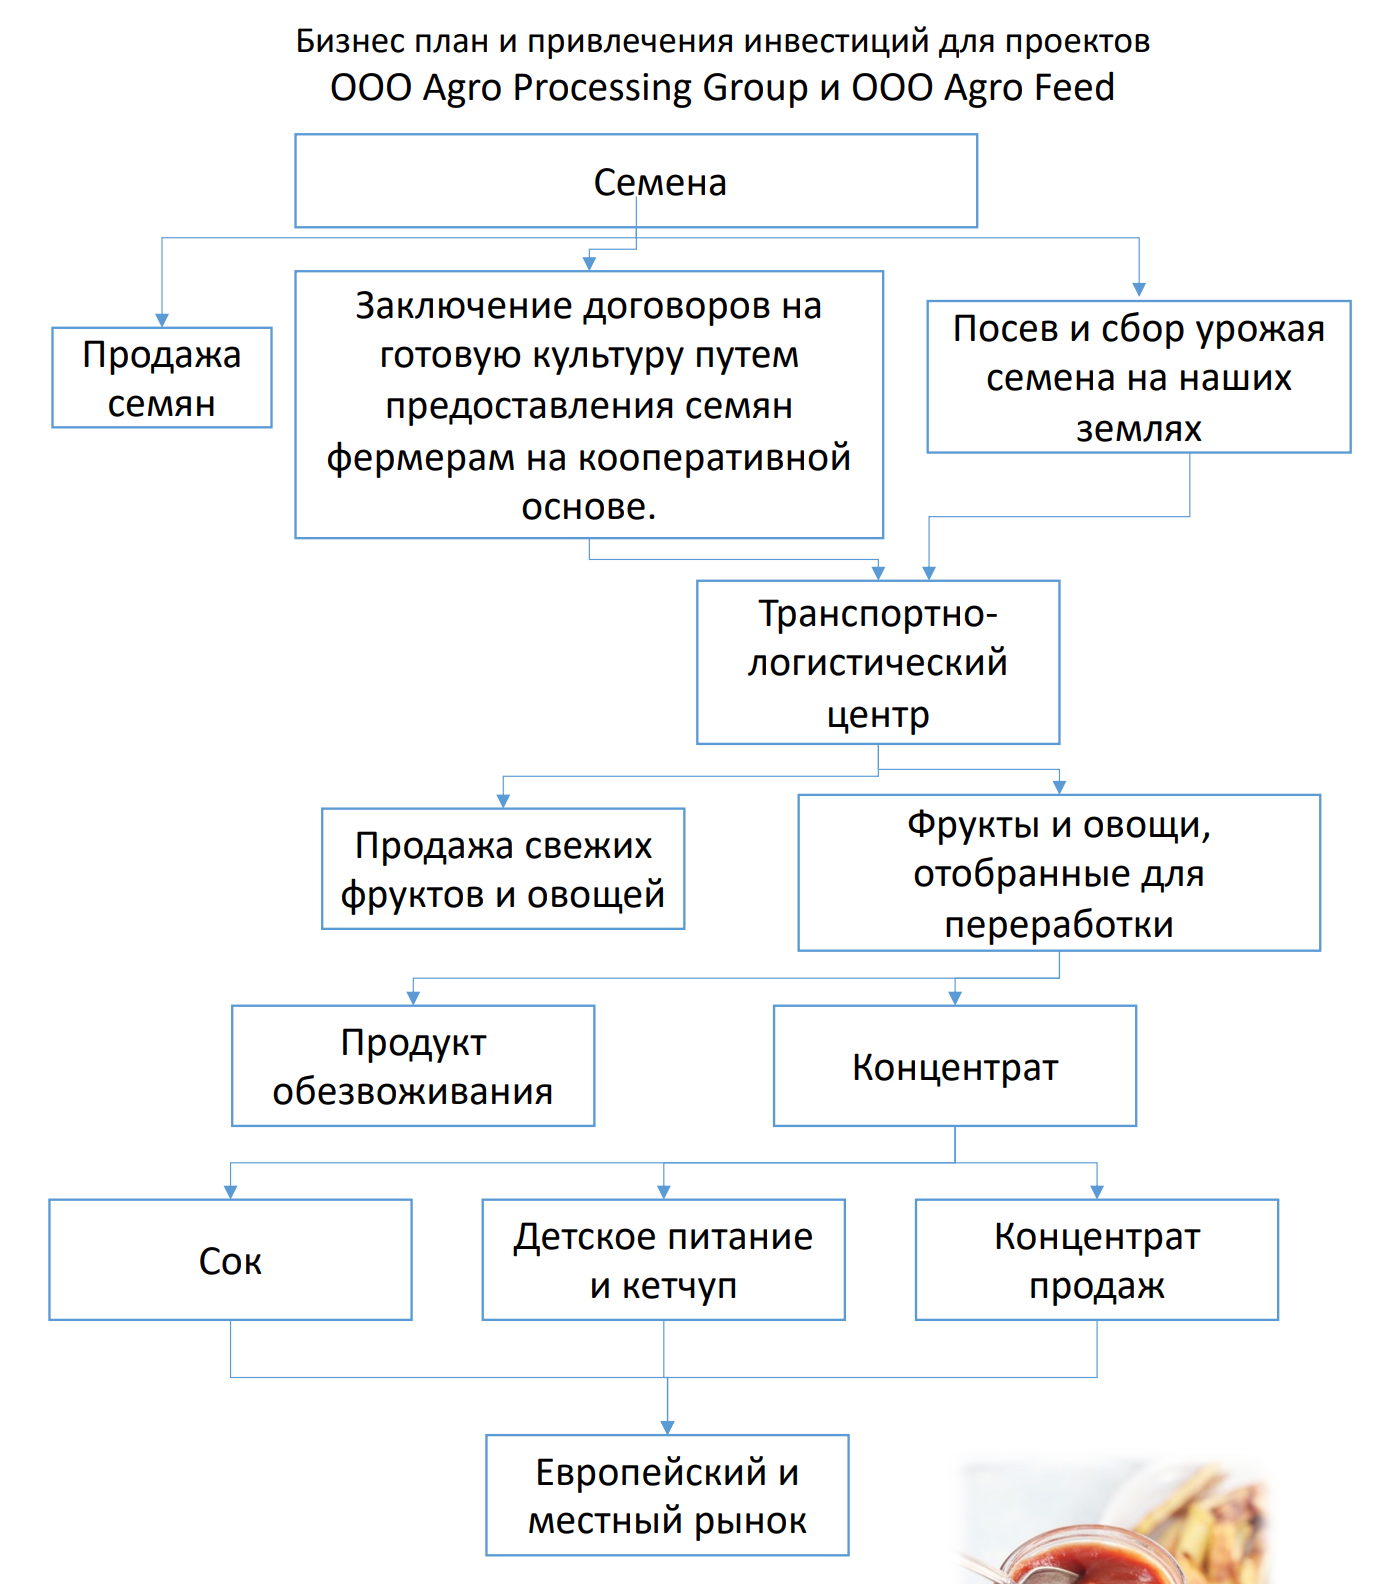 Бизнес план и привлечения инвестиций для проектов
ООО Agro Processing Group и ООО Agro Feed
Семена
Продажа
семян
Заключение договоров на
готовую культуру путем
предоставления семян
фермерам на кооперативной
основе.
Посев и сбор урожая
семена на наших
землях
Транспортно-
логистический
центр
Продажа свежих
фруктов и овощей
Фрукты и овощи,
отобранные для
переработки
Продукт
обезвоживания
Концентрат
Сок
Детское питание
и кетчуп
Концентрат
продаж
Европейский и
местный рынок